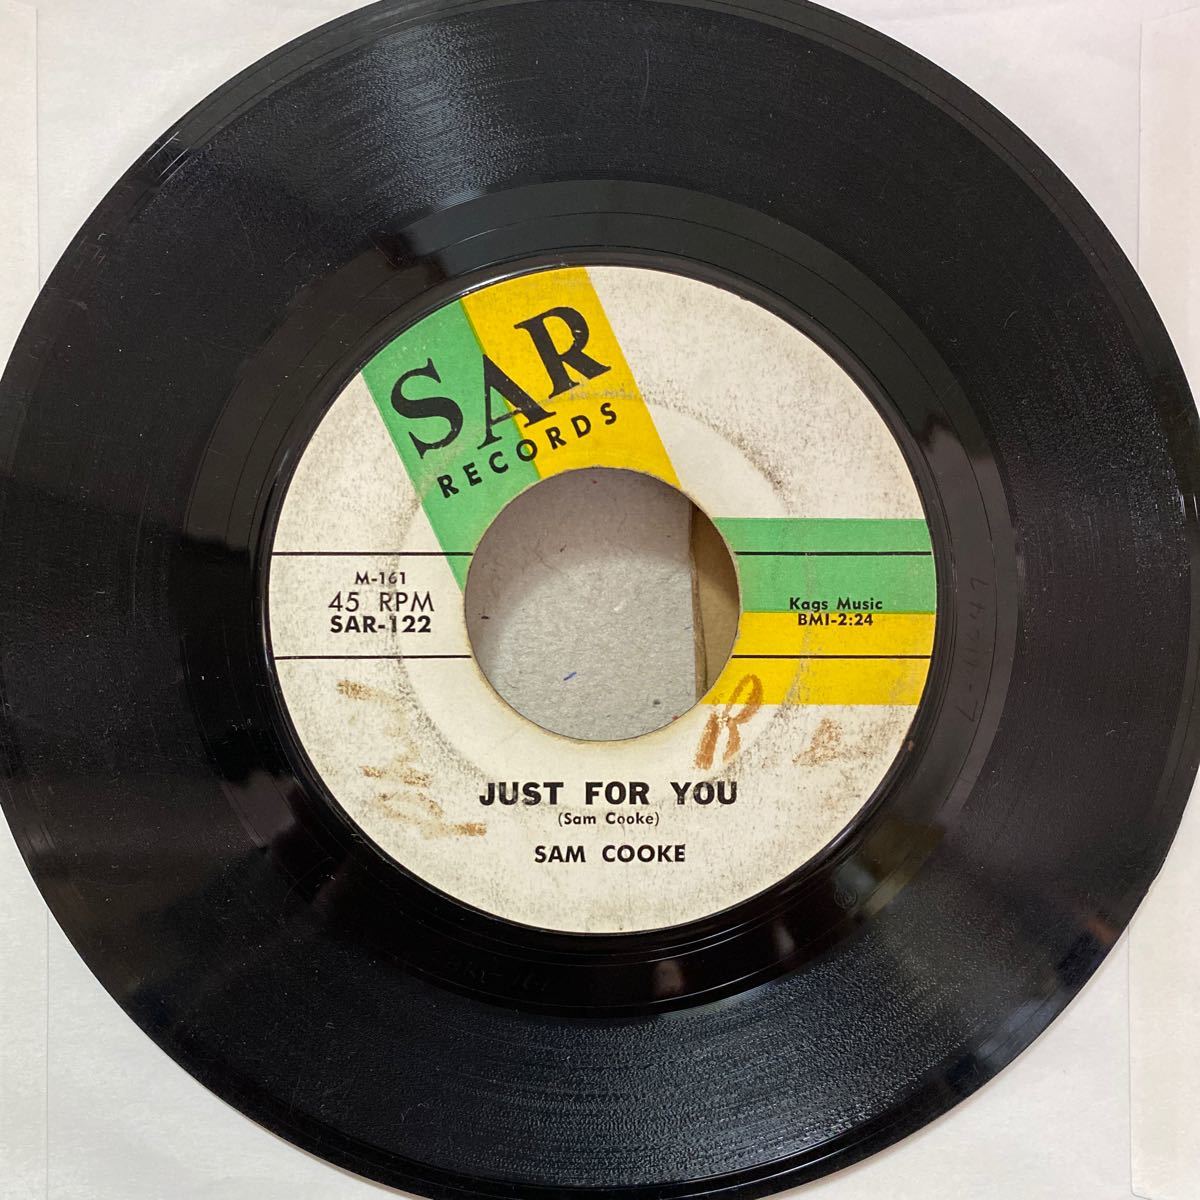 SAR
RECORDS
M-161
45 RPM
SAR-122
Kags Music
BMI-2:24
JUST FOR YOU
(Sam Cooke)
SAM COOKE